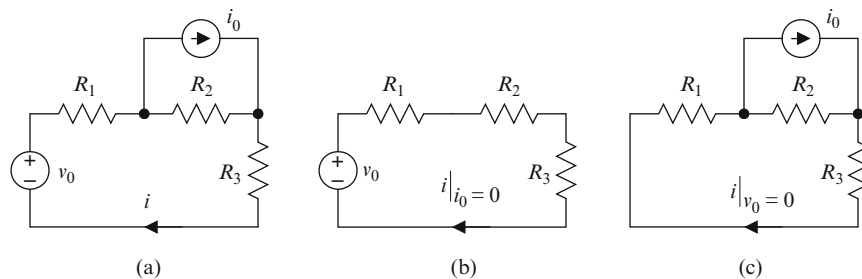 i₀
R₁ R₂
+
− v₀
R₃
i
(a)
R₁ R₂
+
− v₀
R₃
i|i₀ = 0
(b)
i₀
R₁ R₂
R₃
i|v₀ = 0
(c)